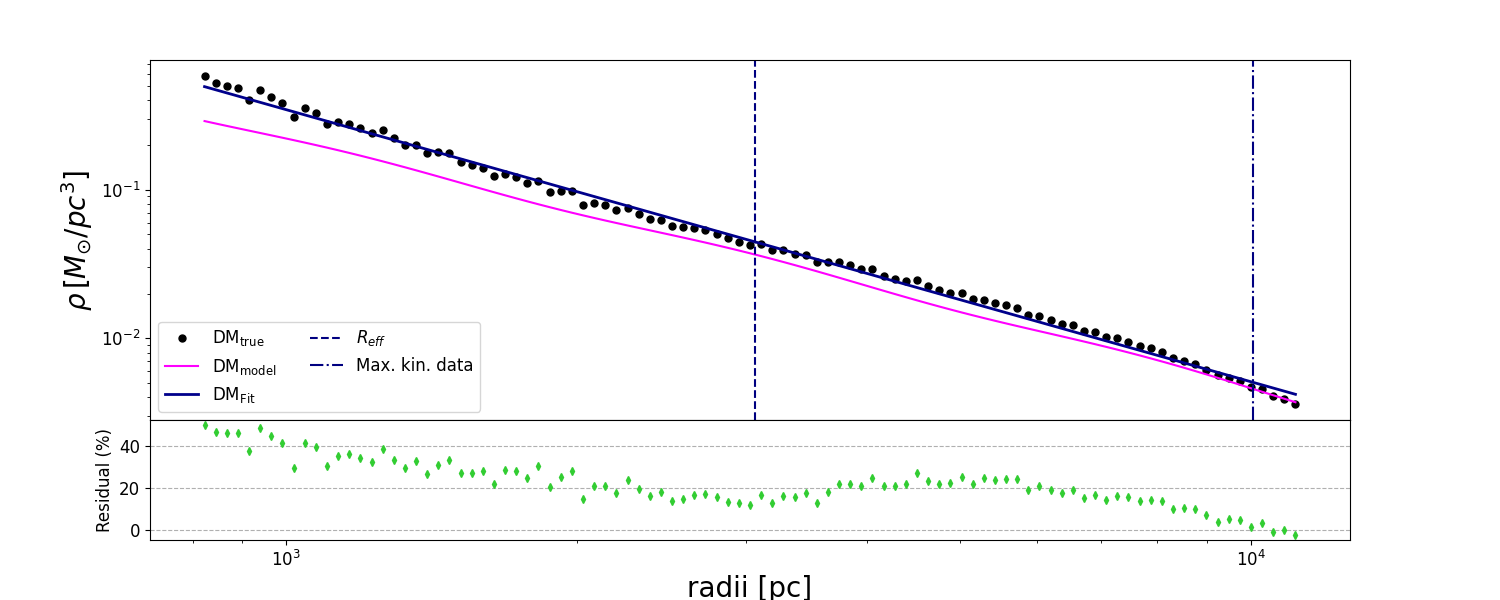 ρ [M⊙/pc³]
10⁻¹
10⁻²
DM_true
DM_model
DM_Fit
R_eff
Max. kin. data
Residual (%)
40
20
0
10³
10⁴
radii [pc]